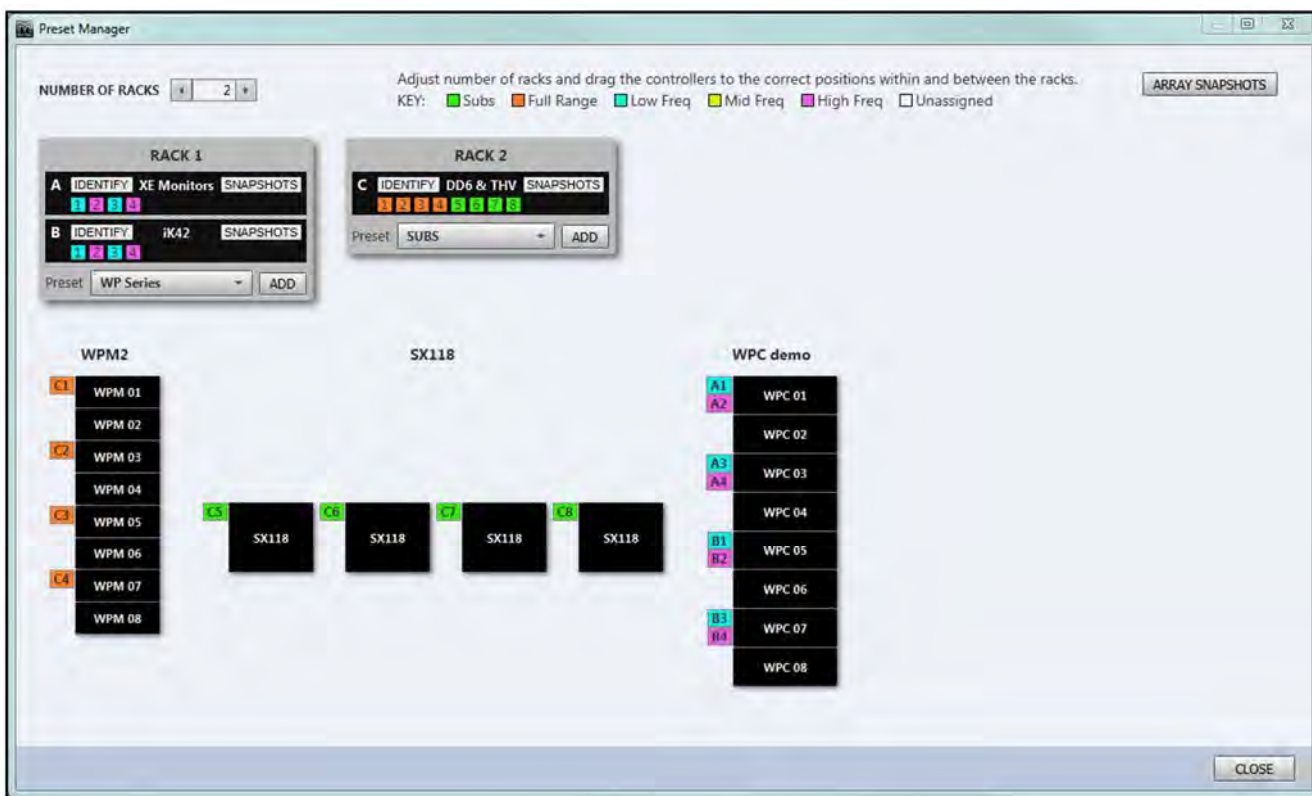 Preset Manager
NUMBER OF RACKS 2
Adjust number of racks and drag the controllers to the correct positions within and between the racks.
KEY: Subs Full Range Low Freq Mid Freq High Freq Unassigned
ARRAY SNAPSHOTS
RACK 1
A IDENTIFY XE Monitors SNAPSHOTS
1 2 3 4
B IDENTIFY iK42 SNAPSHOTS
1 2 3 4
Preset WP Series ADD
RACK 2
C IDENTIFY DD6 & THV SNAPSHOTS
1 2 3 4 5 6 7 8
Preset SUBS ADD
WPM2
C1 WPM 01
WPM 02
C2 WPM 03
WPM 04
C3 WPM 05
WPM 06
C4 WPM 07
WPM 08
SX118
C5 C6 C7 C8
SX118 SX118 SX118 SX118
WPC demo
A1
A2
WPC 01
WPC 02
A3
A4
WPC 03
WPC 04
B1
B2
WPC 05
WPC 06
B3
B4
WPC 07
WPC 08
CLOSE